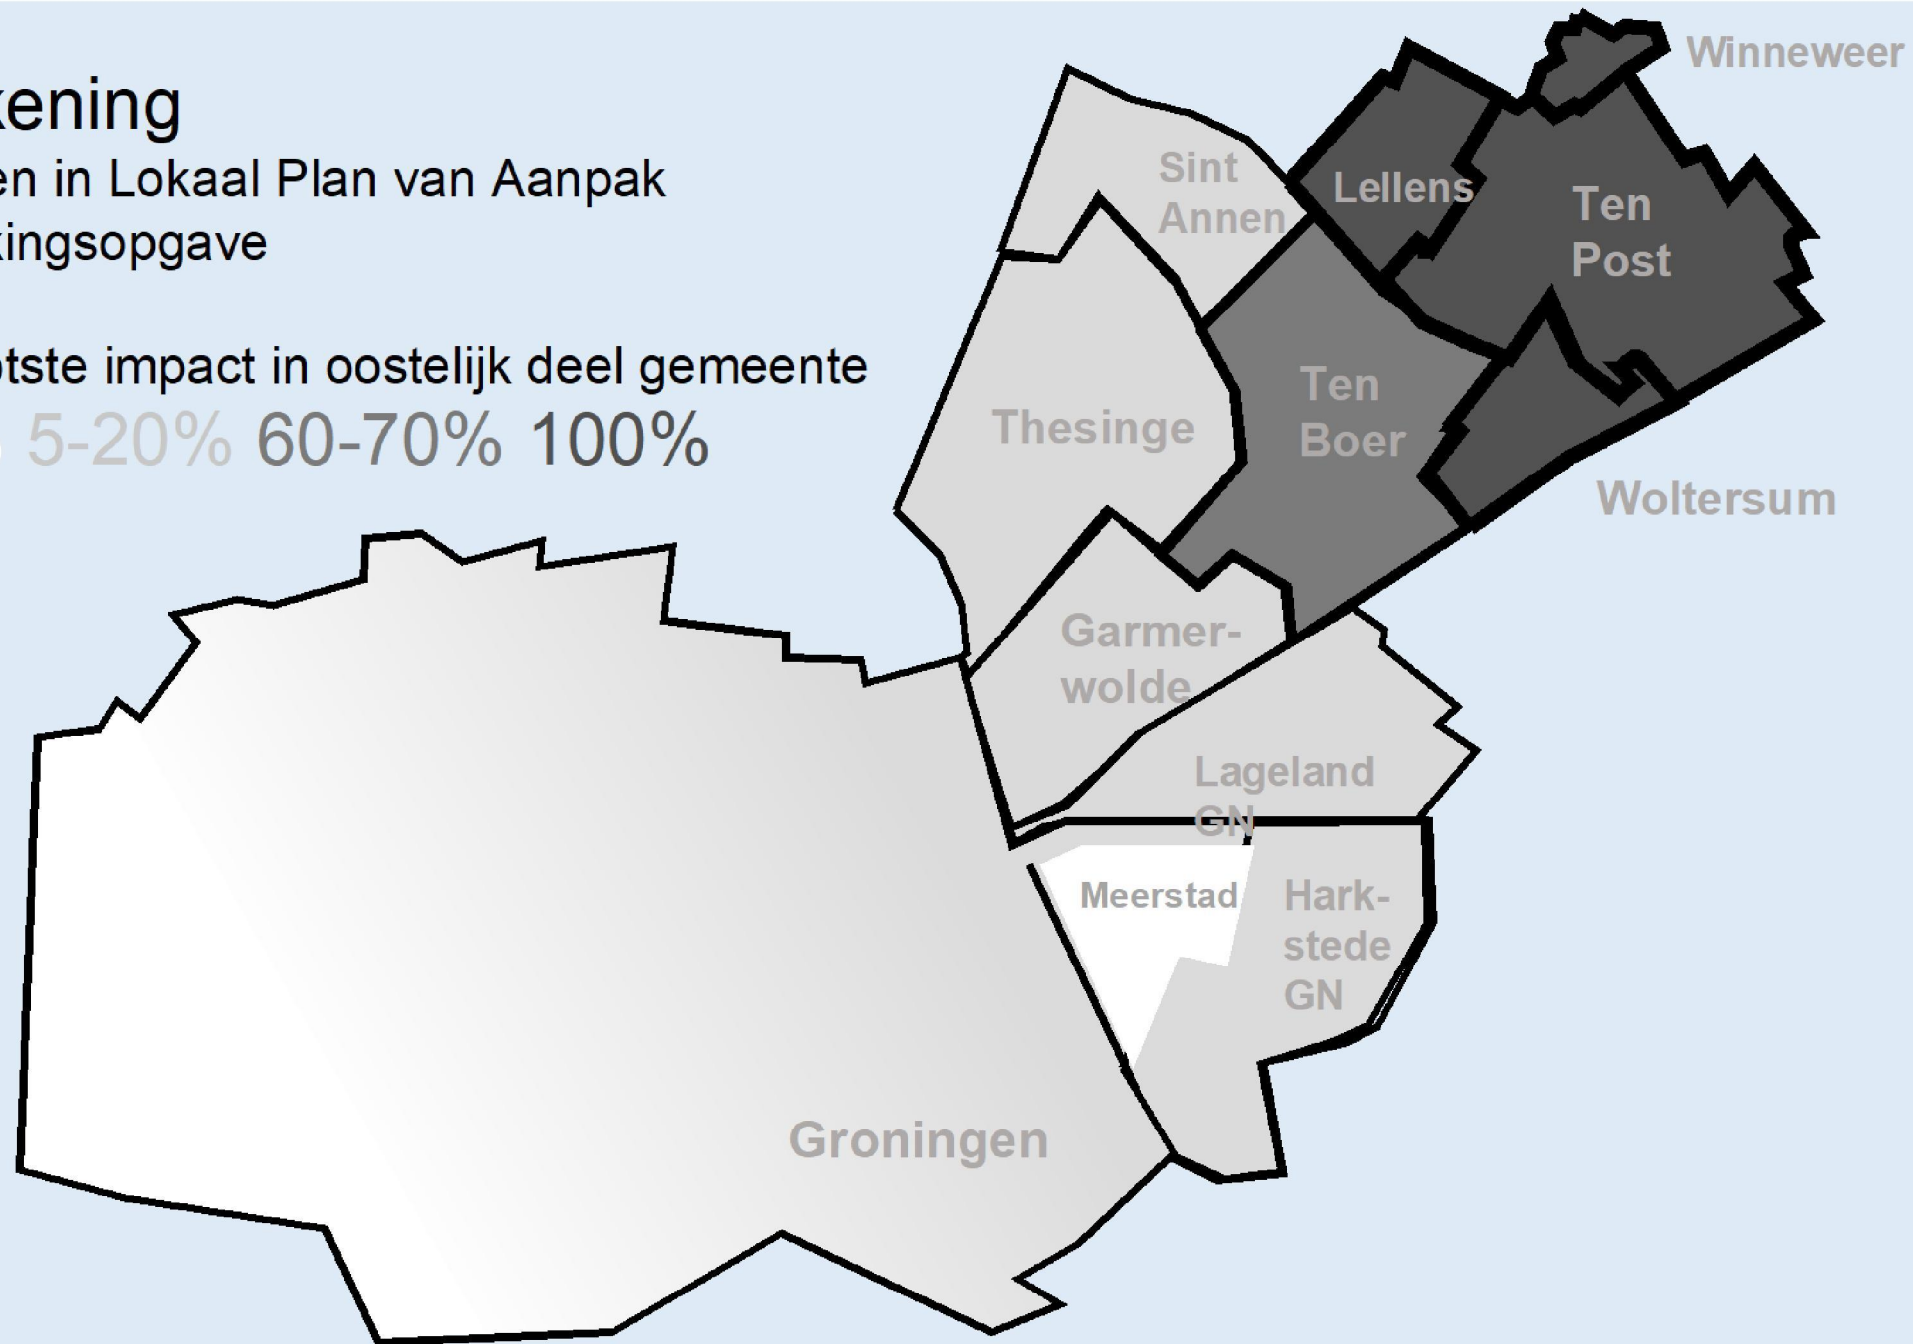 kening
en in Lokaal Plan van Aanpak
kingsopgave
otste impact in oostelijk deel gemeente
5-20% 60-70% 100%
Winneweer
Sint
Annen
Lellens
Ten
Post
Thesinge
Ten
Boer
Woltersum
Garmer-
wolde
Lageland
GN
Meerstad
Hark-
stede
GN
Groningen